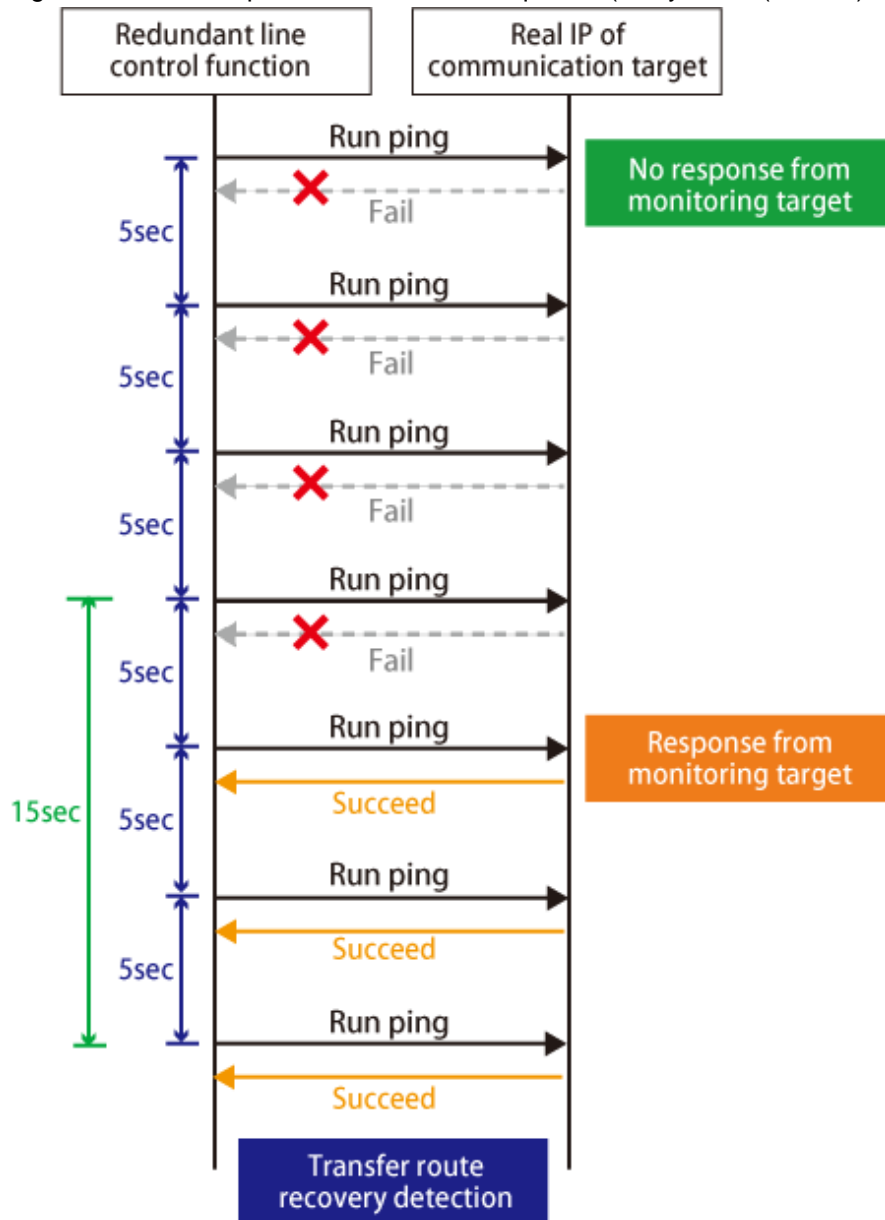 Redundant line
control function
Real IP of
communication target
Run ping
No response from
monitoring target
Fail
5sec
Run ping
Fail
5sec
Run ping
Fail
5sec
Run ping
Fail
5sec
Run ping
Response from
monitoring target
Succeed
15sec
5sec
Run ping
Succeed
5sec
Run ping
Succeed
Transfer route
recovery detection